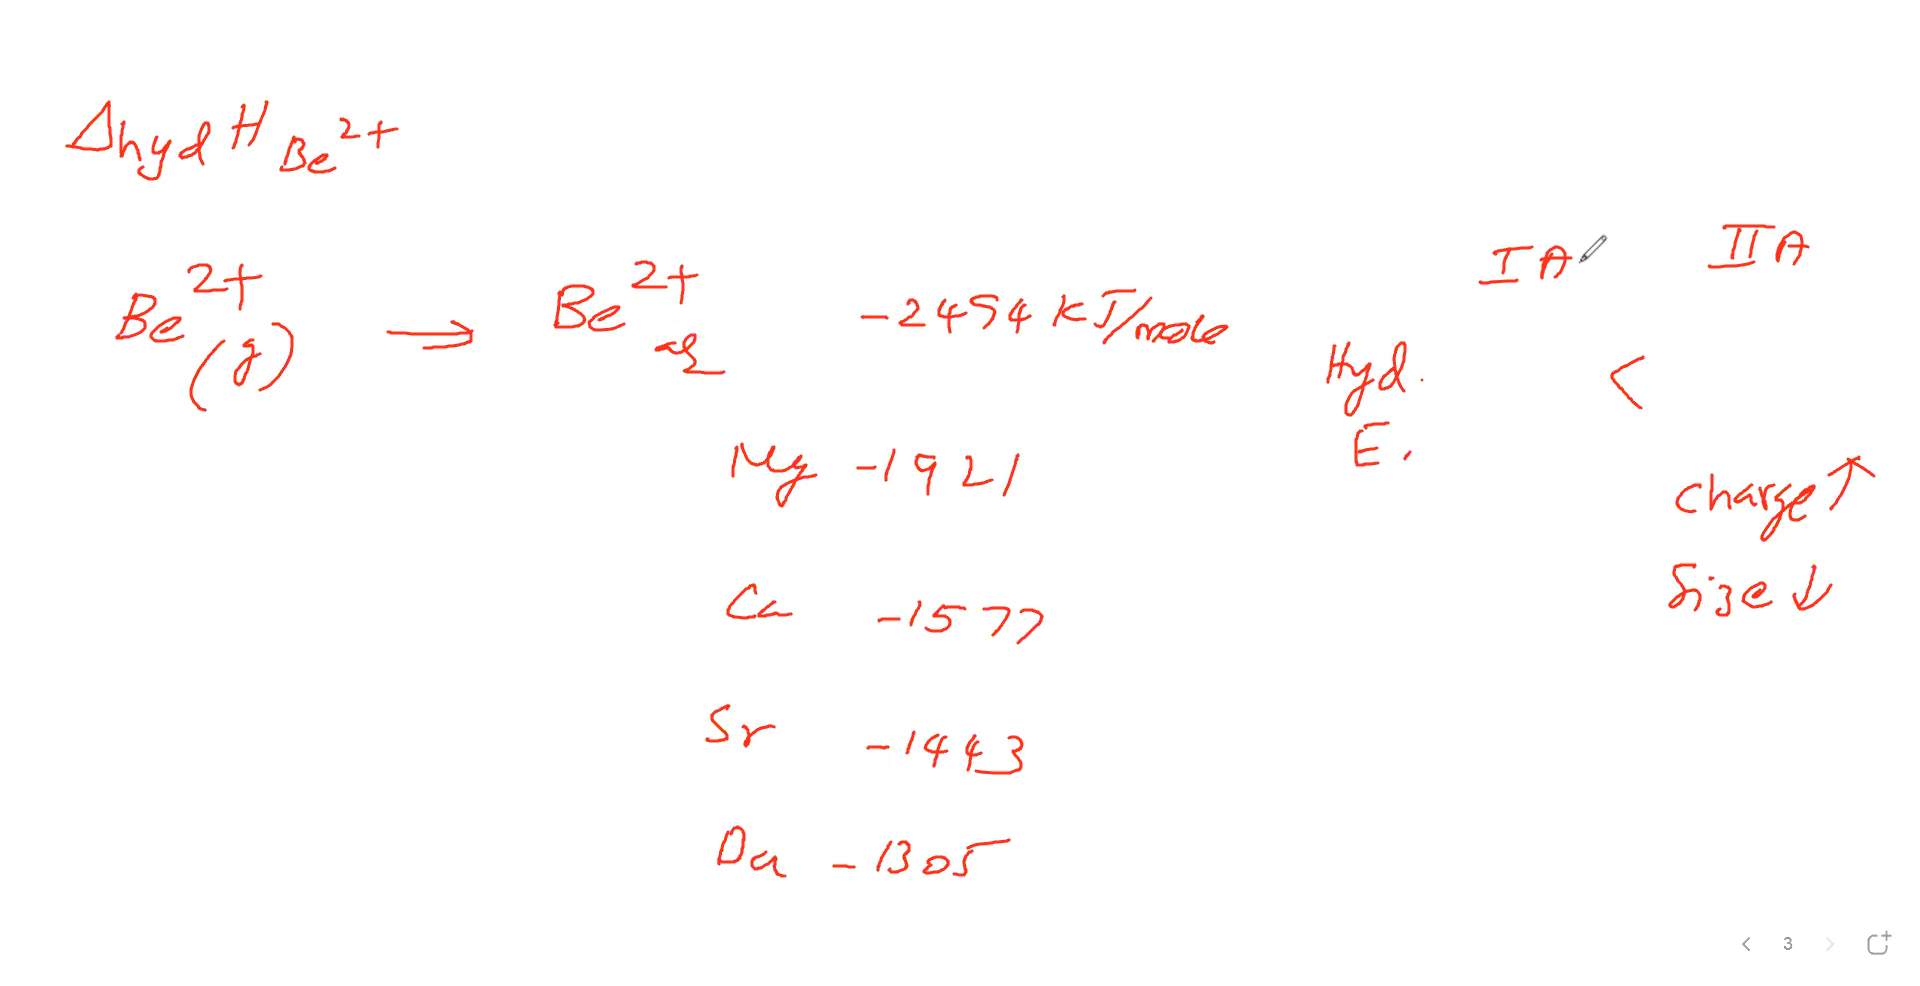 ΔhydH Be²⁺
Be²⁺(g) → Be²⁺aq -2494 KJ/mole
Mg -1921
Ca -1577
Sr -1443
Ba -1305
IA IIA
Hyd. E. <
charge↑
Size↓
3